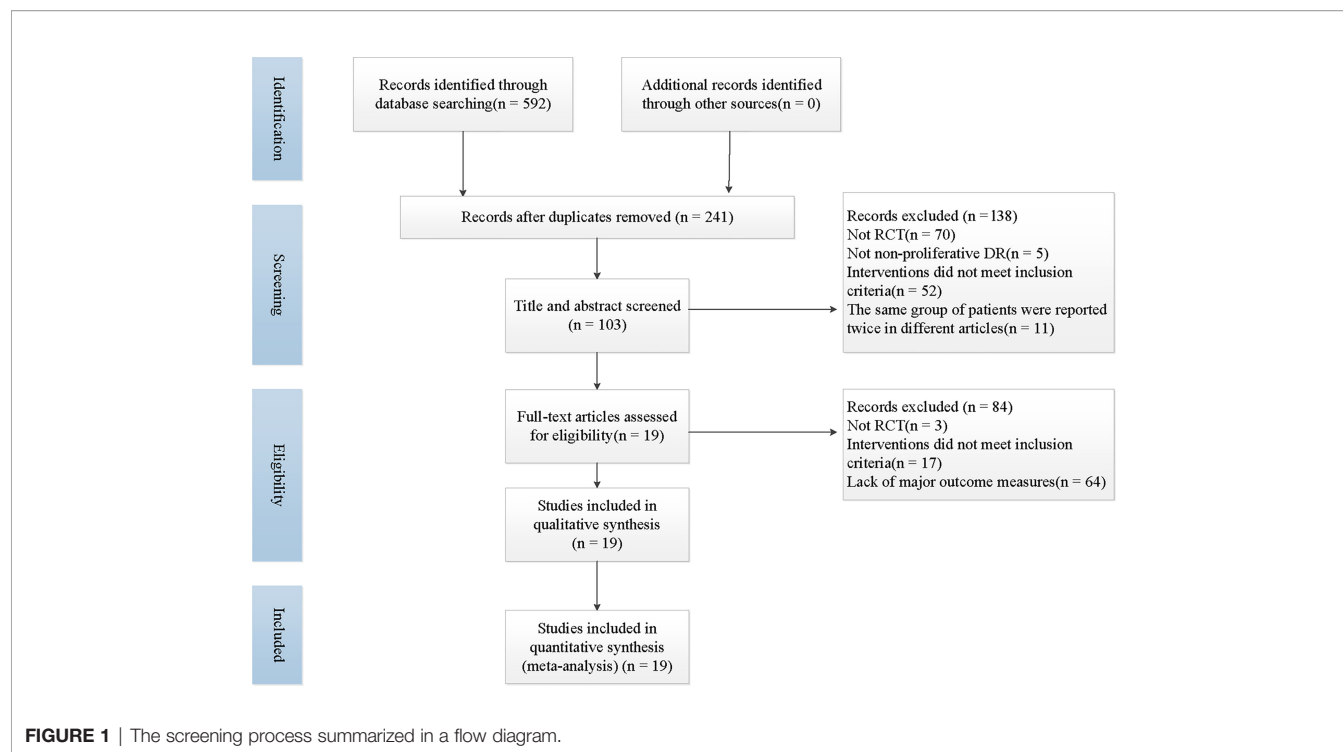 Identification
Records identified through
database searching(n = 592)
Additional records identified
through other sources(n = 0)
Screening
Records after duplicates removed (n = 241)
Records excluded (n =138)
Not RCT(n = 70)
Not non-proliferative DR(n = 5)
Interventions did not meet inclusion
criteria(n = 52)
The same group of patients were reported
twice in different articles(n = 11)
Title and abstract screened
(n = 103)
Eligibility
Full-text articles assessed
for eligibility(n = 19)
Records excluded (n = 84)
Not RCT(n = 3)
Interventions did not meet inclusion
criteria(n = 17)
Lack of major outcome measures(n = 64)
Studies included in
qualitative synthesis
(n = 19)
Included
Studies included in
quantitative synthesis
(meta-analysis) (n = 19)
FIGURE 1 | The screening process summarized in a flow diagram.